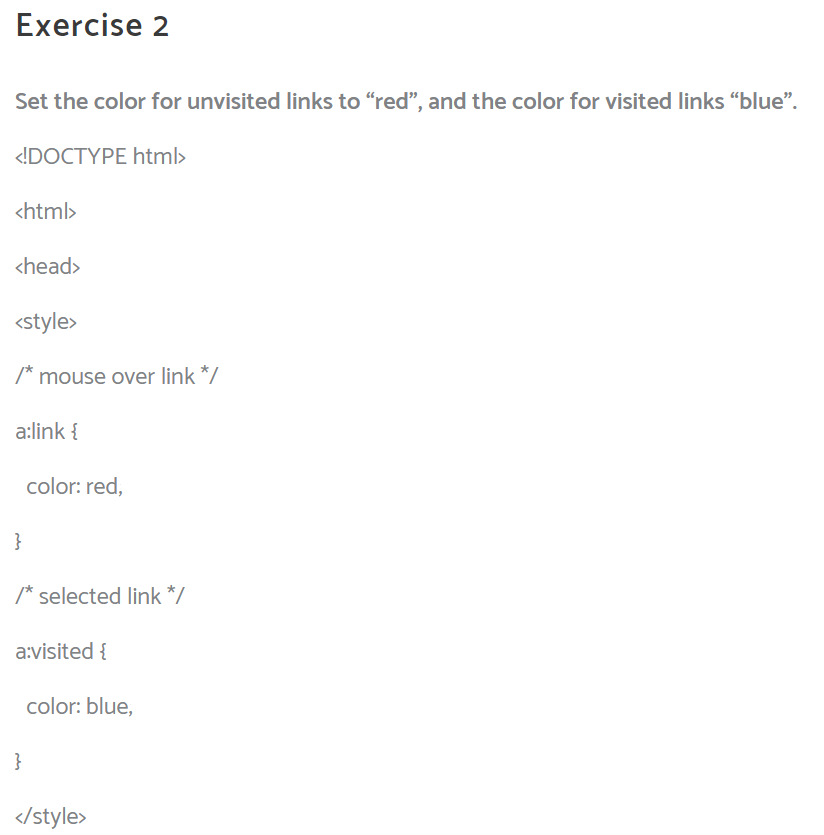 Exercise 2
Set the color for unvisited links to “red”, and the color for visited links “blue”.
<!DOCTYPE html>
<html>
<head>
<style>
/* mouse over link */
a:link {
color: red,
}
/* selected link */
a:visited {
color: blue,
}
</style>